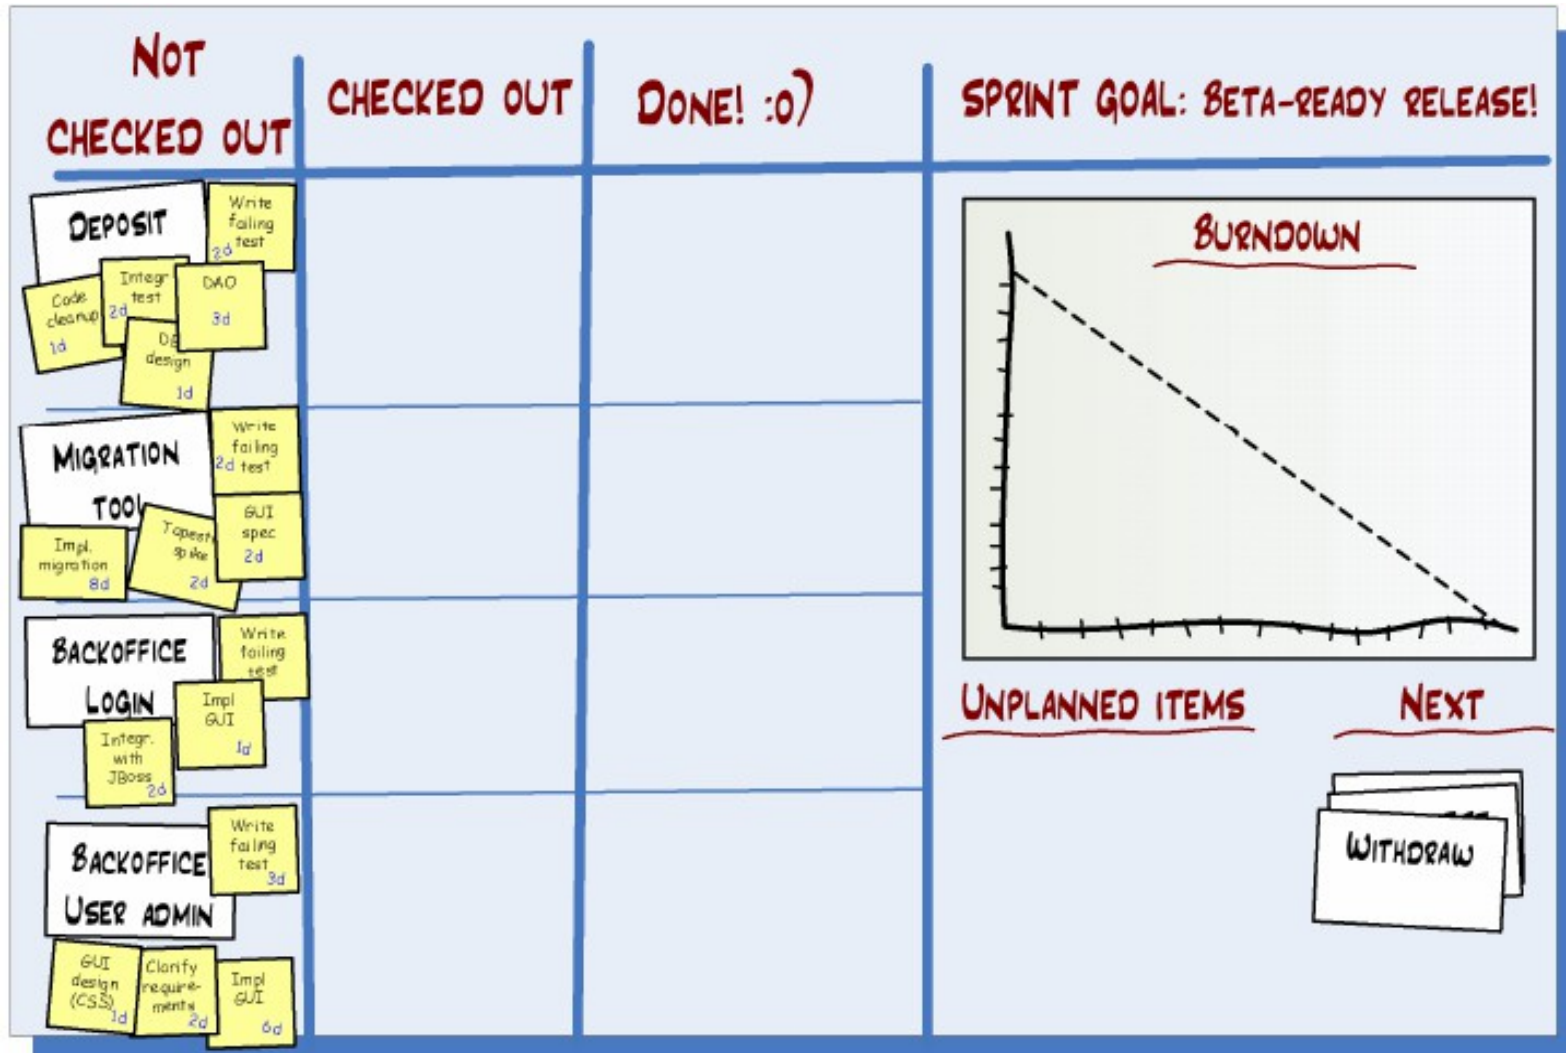 NOT
CHECKED OUT
CHECKED OUT
DONE! :o)
SPRINT GOAL: BETA-READY RELEASE!
DEPOSIT
Write
failing
test
2d
Code
cleanup
1d
Integr
test
2d
DAO
3d
design
1d
MIGRATION
TOOL
Write
failing
test
2d
Impl.
migration
8d
spike
2d
GUI
spec
2d
BACKOFFICE
LOGIN
Write
failing
test
Impl
GUI
1d
Integr.
with
JBoss
2d
BACKOFFICE
USER ADMIN
Write
failing
test
3d
GUI
design
(CSS)
1d
Clarify
require-
ments
2d
Impl
GUI
6d
BURNDOWN
UNPLANNED ITEMS
NEXT
WITHDRAW